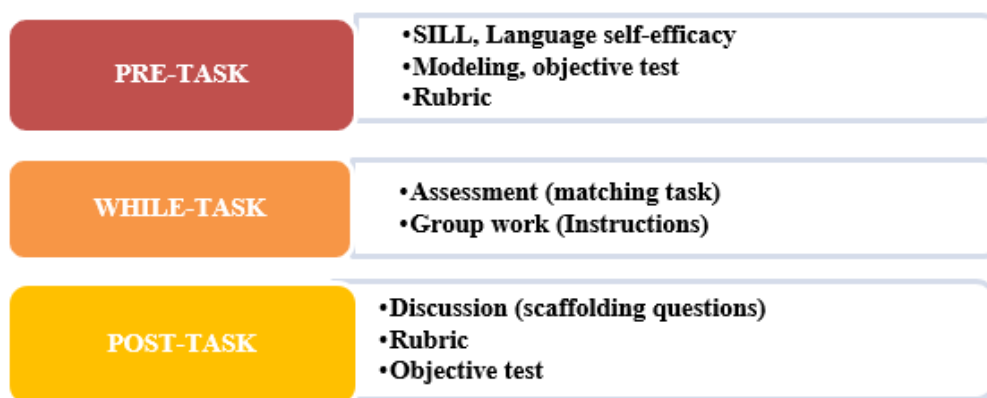 PRE-TASK
•SILL, Language self-efficacy
•Modeling, objective test
•Rubric
WHILE-TASK
•Assessment (matching task)
•Group work (Instructions)
POST-TASK
•Discussion (scaffolding questions)
•Rubric
•Objective test